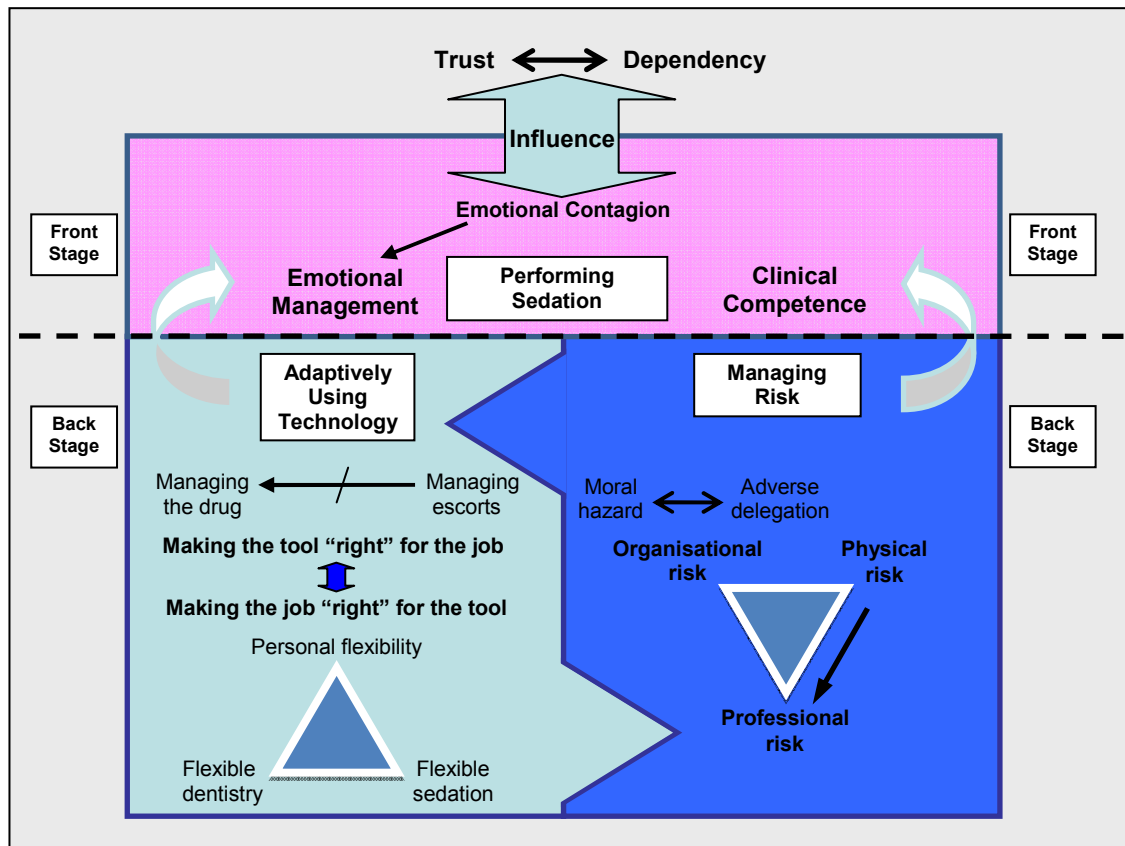 Trust
Dependency
Influence
Emotional Contagion
Front
Stage
Front
Stage
Emotional
Management
Performing
Sedation
Clinical
Competence
Adaptively
Using
Technology
Managing
Risk
Back
Stage
Back
Stage
Managing
the drug
Managing
escorts
Moral
hazard
Adverse
delegation
Making the tool “right” for the job
Making the job “right” for the tool
Organisational
risk
Physical
risk
Personal flexibility
Professional
risk
Flexible
dentistry
Flexible
sedation